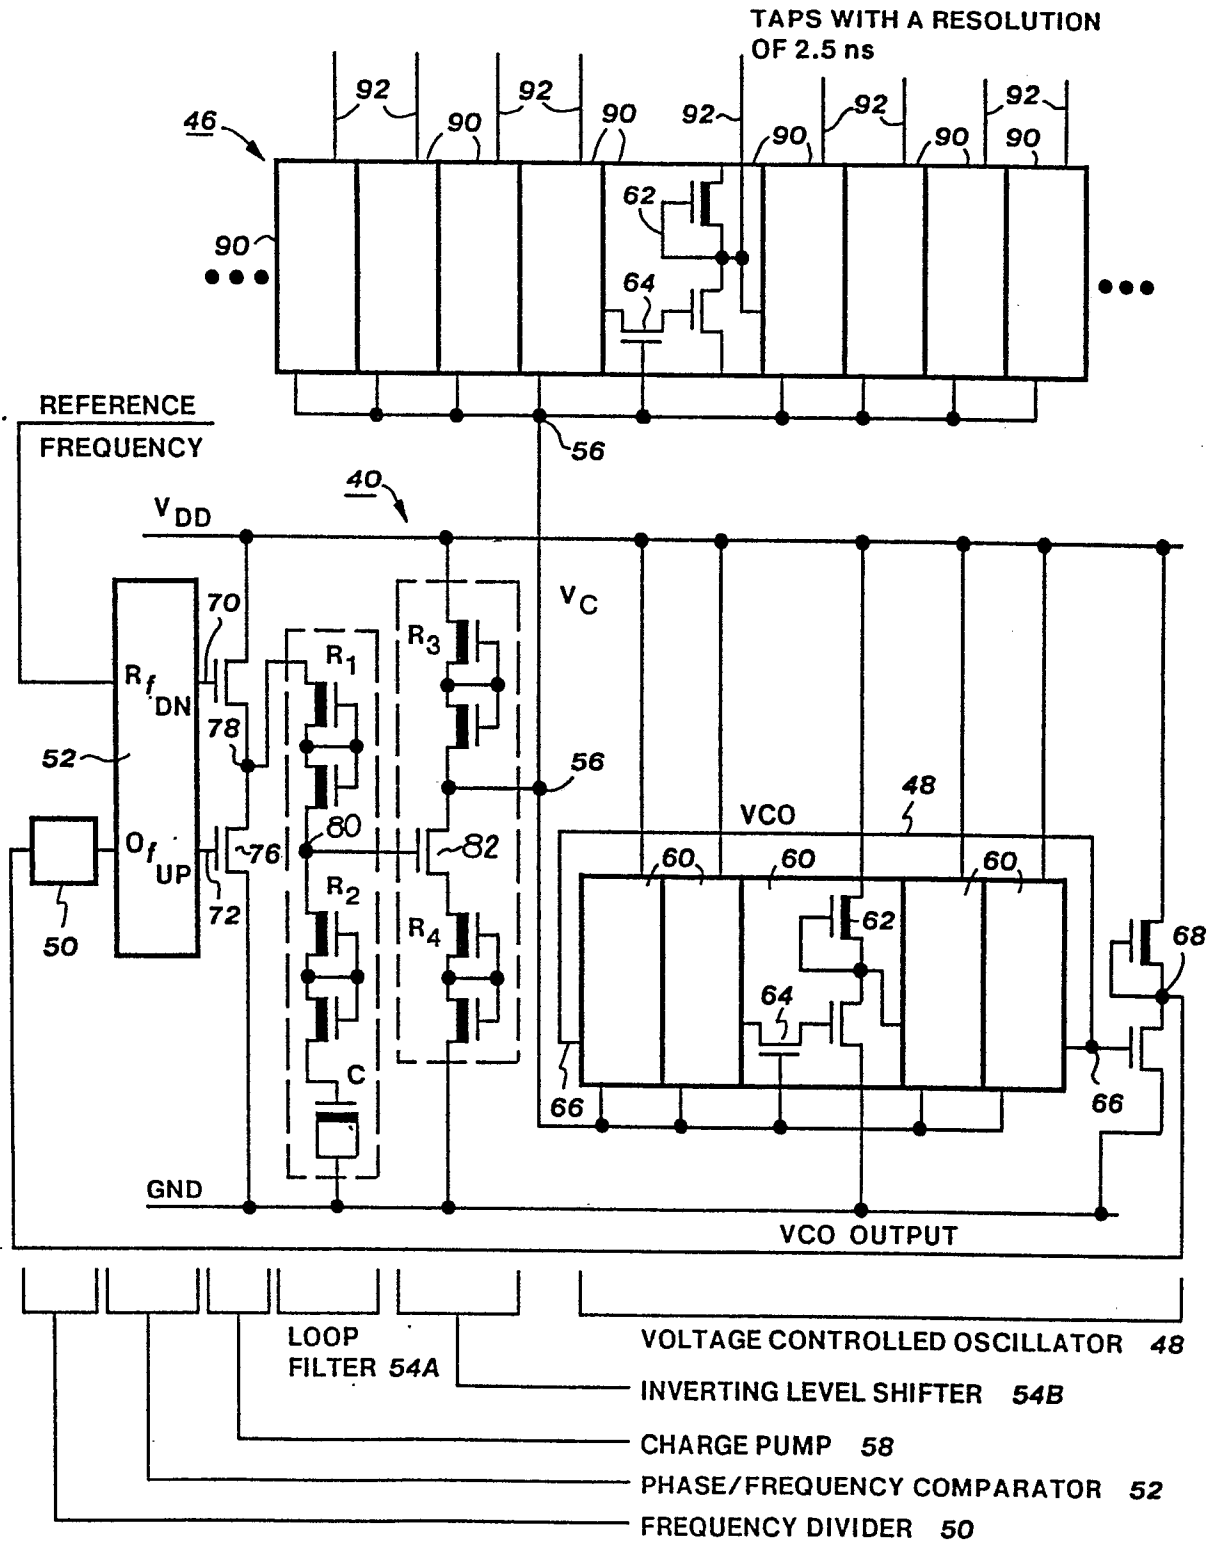 TAPS WITH A RESOLUTION
OF 2.5 ns
92
92
92
92
92
46
90
90
90
90
90
90
62
64
56
REFERENCE
FREQUENCY
40
V DD
VC
70
R3
R1
Rf DN
78
52
56
48
VCO
80
82
Of UP
76
60
60
60
72
R2
R4
50
62
68
64
C
66
66
GND
VCO OUTPUT
LOOP
FILTER 54A
VOLTAGE CONTROLLED OSCILLATOR 48
INVERTING LEVEL SHIFTER 54B
CHARGE PUMP 58
PHASE/FREQUENCY COMPARATOR 52
FREQUENCY DIVIDER 50